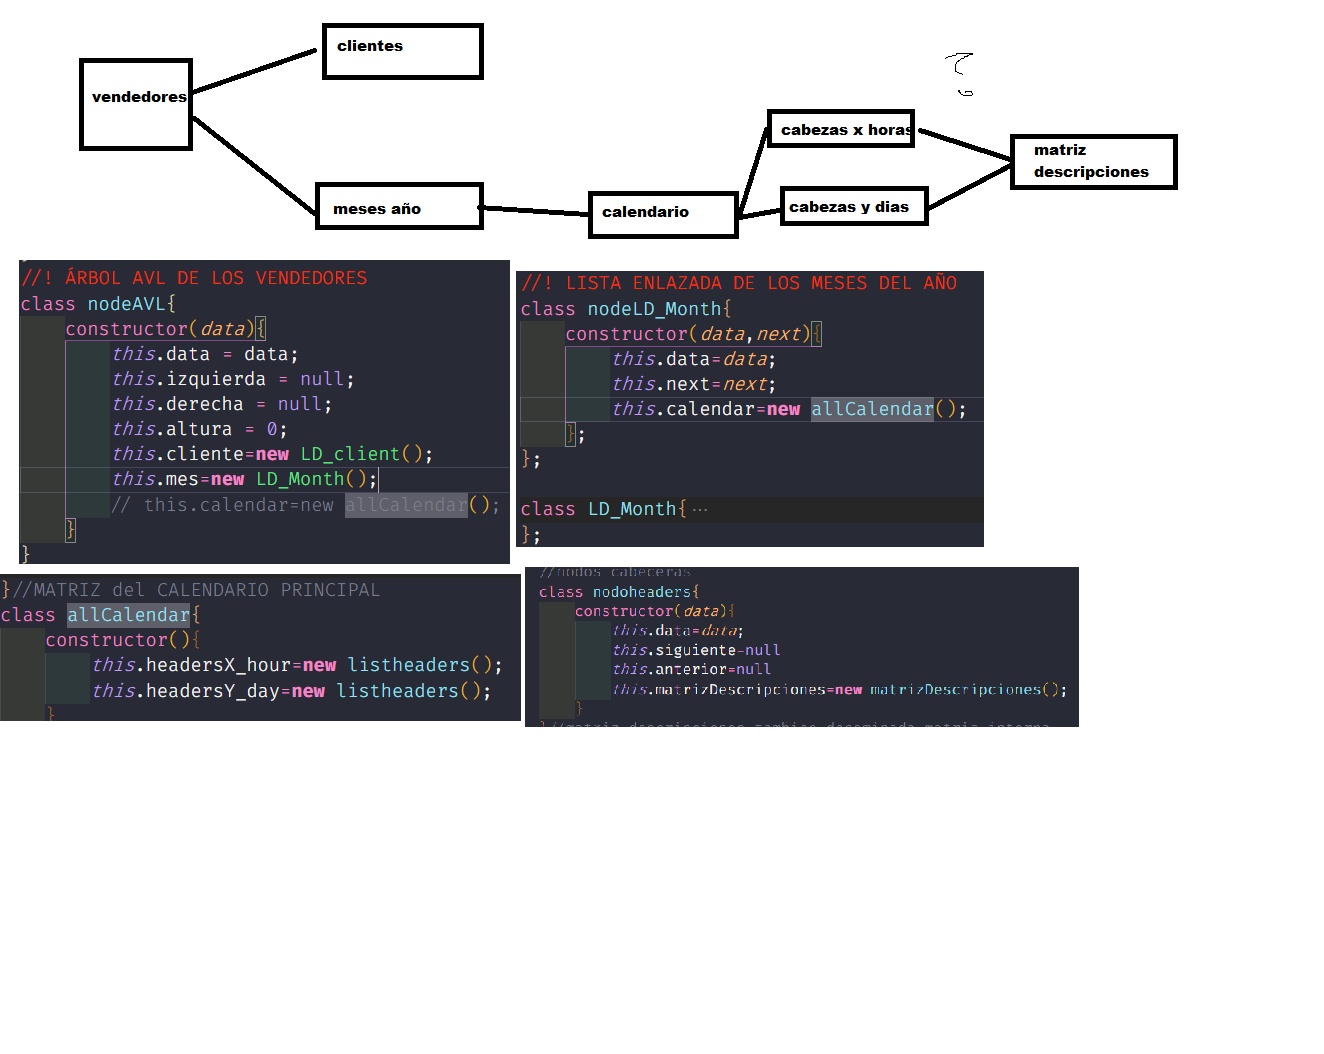 clientes
vendedores
cabezas x horas
matriz
descripciones
meses año
calendario
cabezas y dias
//! ÁRBOL AVL DE LOS VENDEDORES
class nodeAVL{
constructor(data){
this.data = data;
this.izquierda = null;
this.derecha = null;
this.altura = 0;
this.cliente=new LD_client();
this.mes=new LD_Month();
// this.calendar=new allCalendar();
}
}
//! LISTA ENLAZADA DE LOS MESES DEL AÑO
class nodeLD_Month{
constructor(data,next){
this.data=data;
this.next=next;
this.calendar=new allCalendar();
};
};
class LD_Month{ ···
};
}//MATRIZ del CALENDARIO PRINCIPAL
class allCalendar{
constructor(){
this.headersX_hour=new listheaders();
this.headersY_day=new listheaders();
}
//nodos cabeceras
class nodoheaders{
constructor(data){
this.data=data;
this.siguiente=null
this.anterior=null
this.matrizDescripciones=new matrizDescripciones();
}
}//matriz descripciones tambien denominada matriz interna